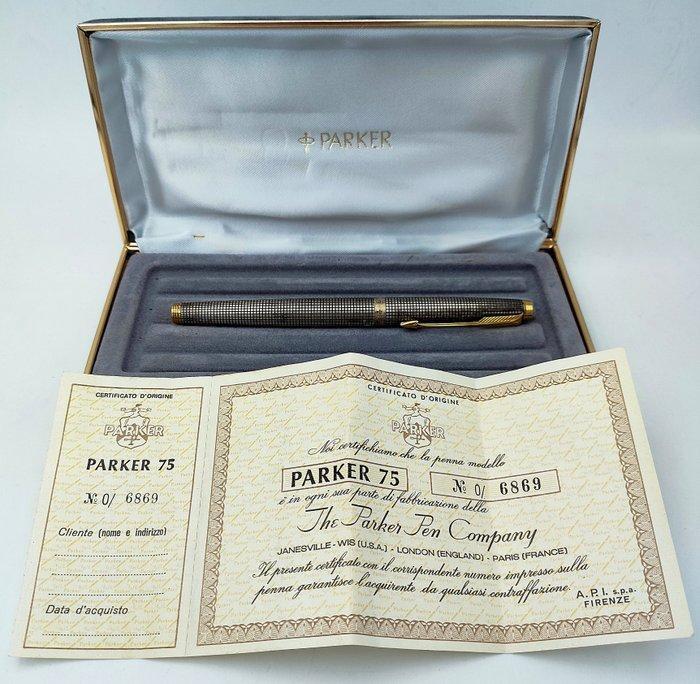 PARKER
CERTIFICATO D'ORIGINE
PARKER
PARKER 75
№ 0/ 6869
Cliente (nome e indirizzo)
Data d'acquisto
CERTIFICATO D'ORIGINE
PARKER
Noi certifichiamo che la penna modello
PARKER 75 № 0/ 6869
è in ogni sua parte di fabbricazione della
The Parker Pen Company
JANESVILLE - WIS (U.S.A.) - LONDON (ENGLAND) - PARIS (FRANCE)
Il presente certificato con il corrispondente numero impresso sulla
penna garantisce l'acquirente da qualsiasi contraffazione.
A.P.I. s.p.a.
FIRENZE